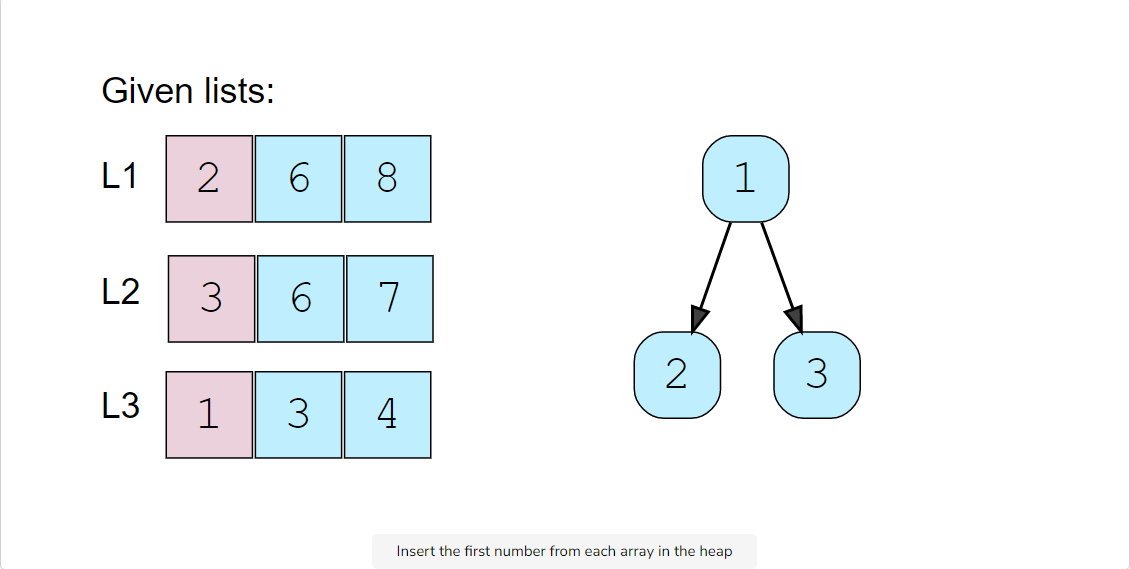 Given lists:
L1 2 6 8
1
L2 3 6 7
2 3
L3 1 3 4
Insert the first number from each array in the heap